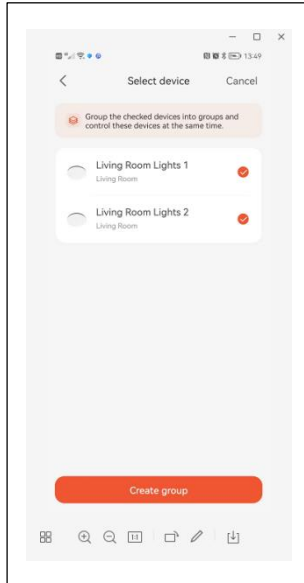 13:49
Select device
Cancel
Group the checked devices into groups and
control these devices at the same time.
Living Room Lights 1
Living Room
Living Room Lights 2
Living Room
Create group
1:1